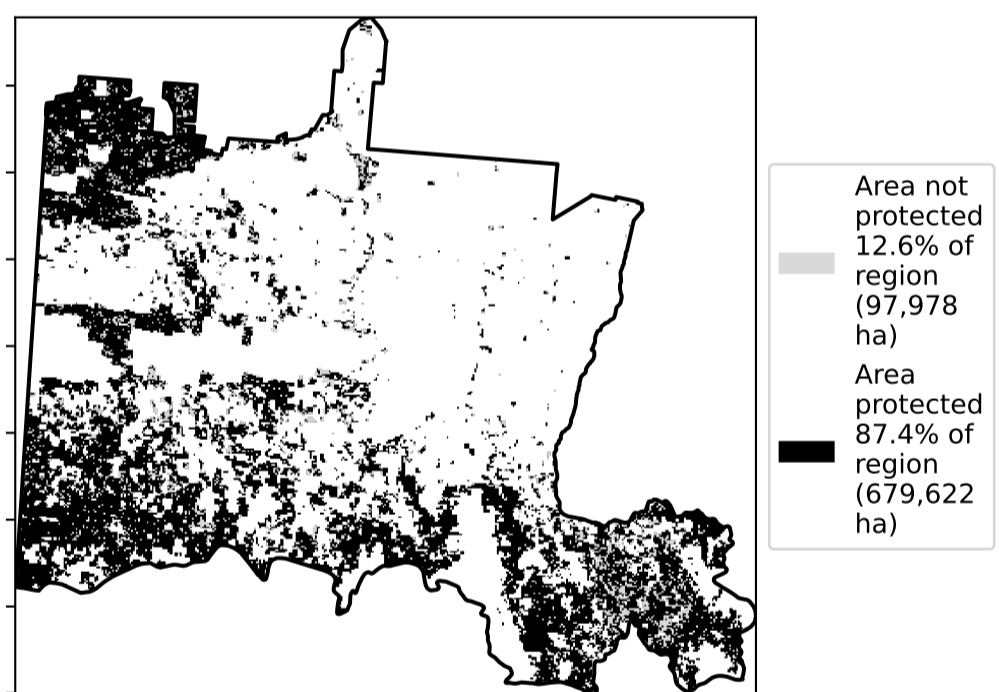 Area not
protected
12.6% of
region
(97,978
ha)
Area
protected
87.4% of
region
(679,622
ha)